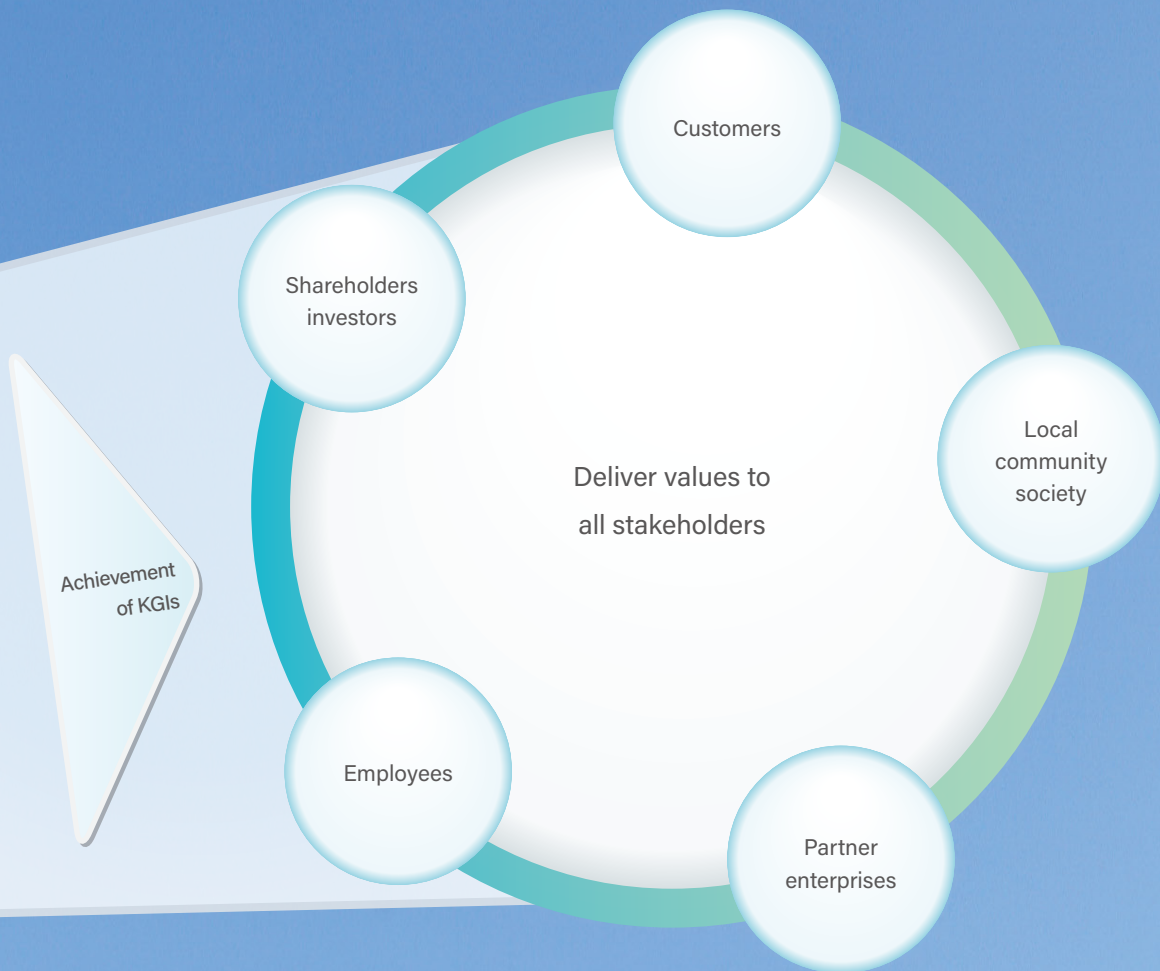 Customers
Shareholders
investors
Local
community
society
Deliver values to
all stakeholders
Achievement
of KGIs
Employees
Partner
enterprises